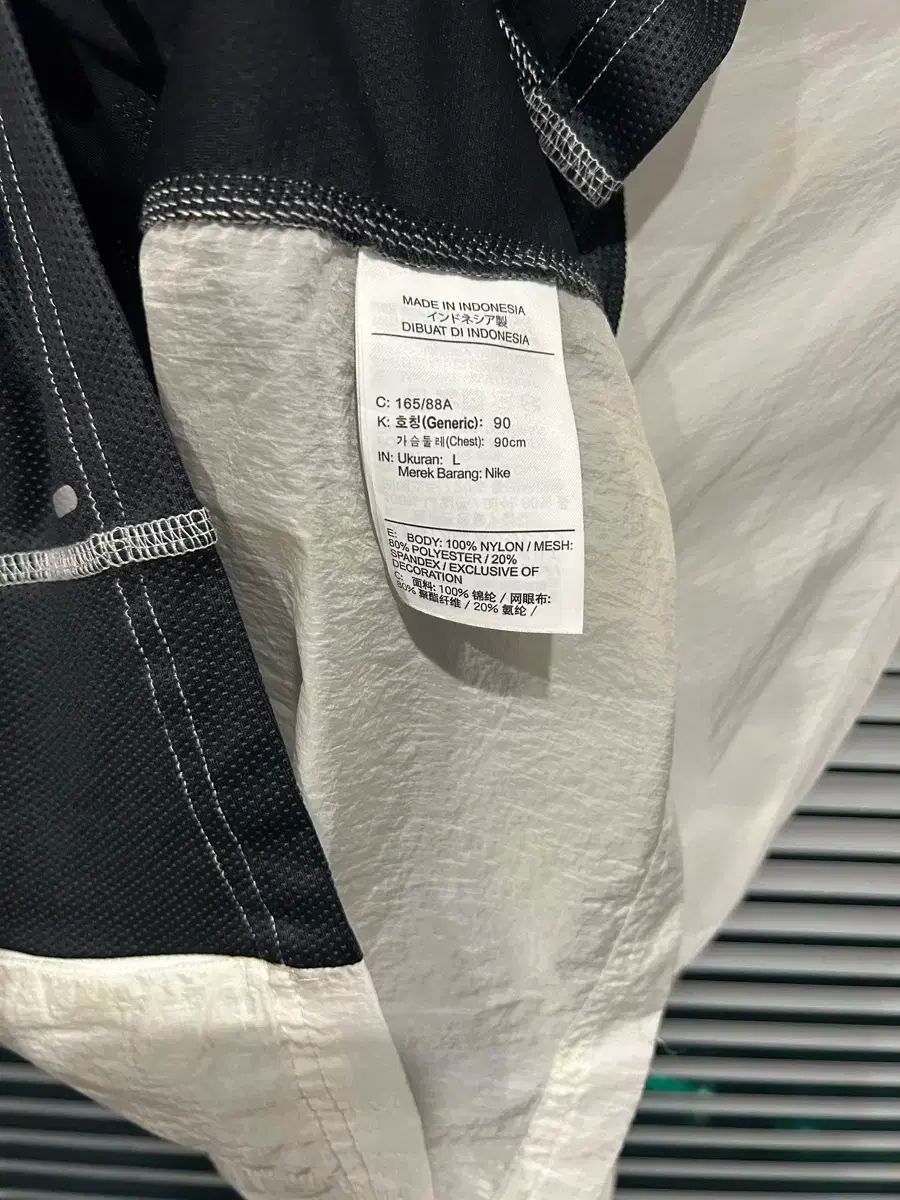 MADE IN INDONESIA
インドネシア製
DIBUAT DI INDONESIA
C: 165/88A
K: 호칭(Generic): 90
가슴둘레(Chest): 90cm
IN: Ukuran: L
Merek Barang: Nike
E: BODY: 100% NYLON / MESH:
80% POLYESTER / 20%
SPANDEX / EXCLUSIVE OF
DECORATION
C: 面料: 100% 锦纶 / 网眼布:
80% 聚酯纤维 / 20% 氨纶 /